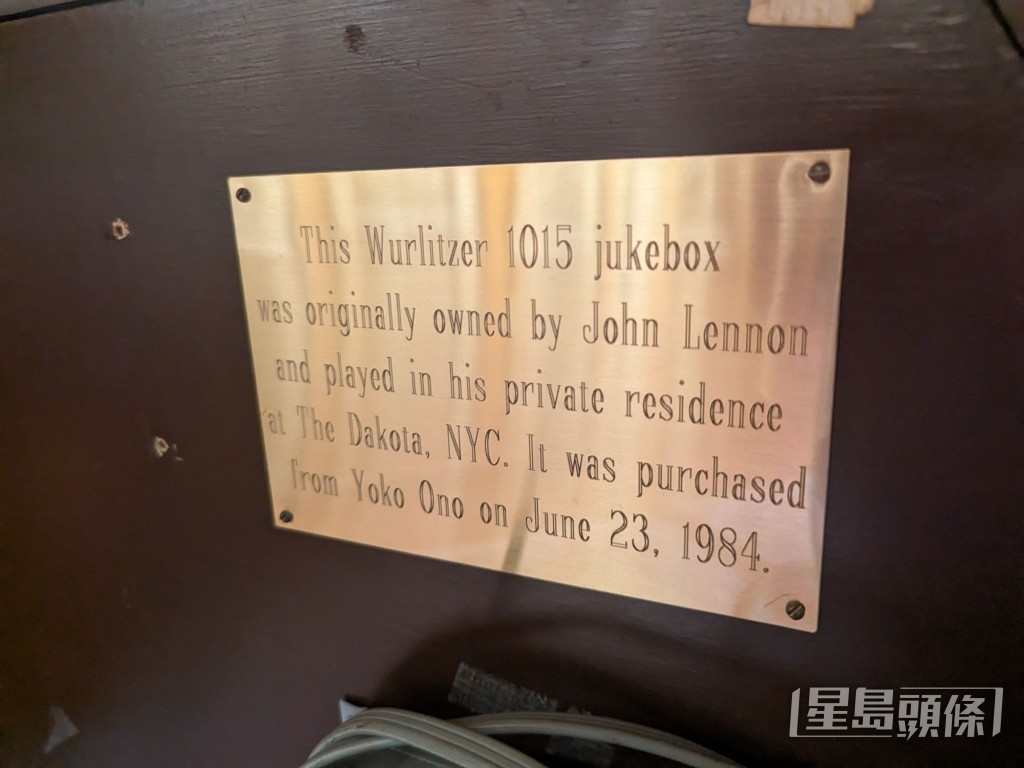 This Wurlitzer 1015 jukebox
was originally owned by John Lennon
and played in his private residence
at The Dakota, NYC. It was purchased
from Yoko Ono on June 23, 1984.
星島頭條